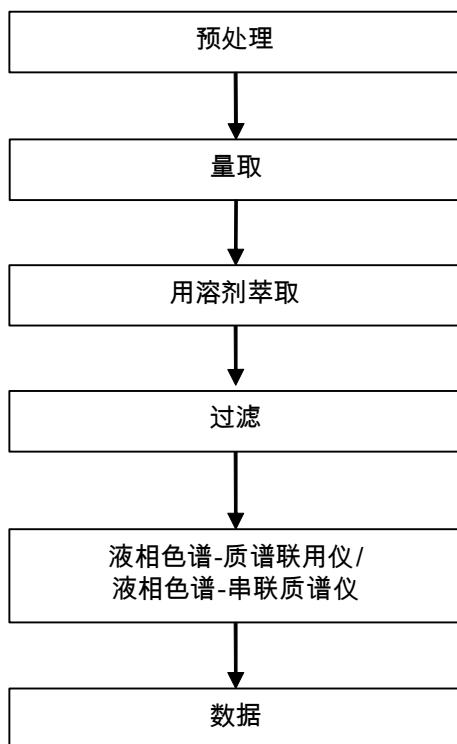 预处理
量取
用溶剂萃取
过滤
液相色谱-质谱联用仪/
液相色谱-串联质谱仪
数据